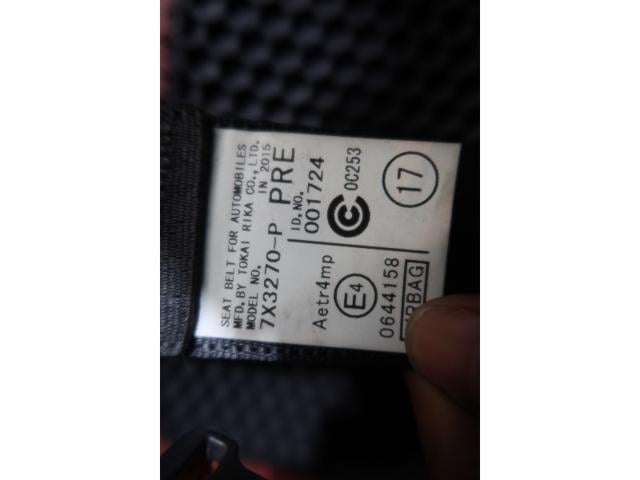 SEAT BELT FOR AUTOMOBILES
MFD. BY TOKAI RIKA CO., LTD.
MODEL NO. IN 2015
7X3270-P PRE
ID.NO.
001724
Aetr4mp
C 0C253
E4
0644158
AIRBAG
17